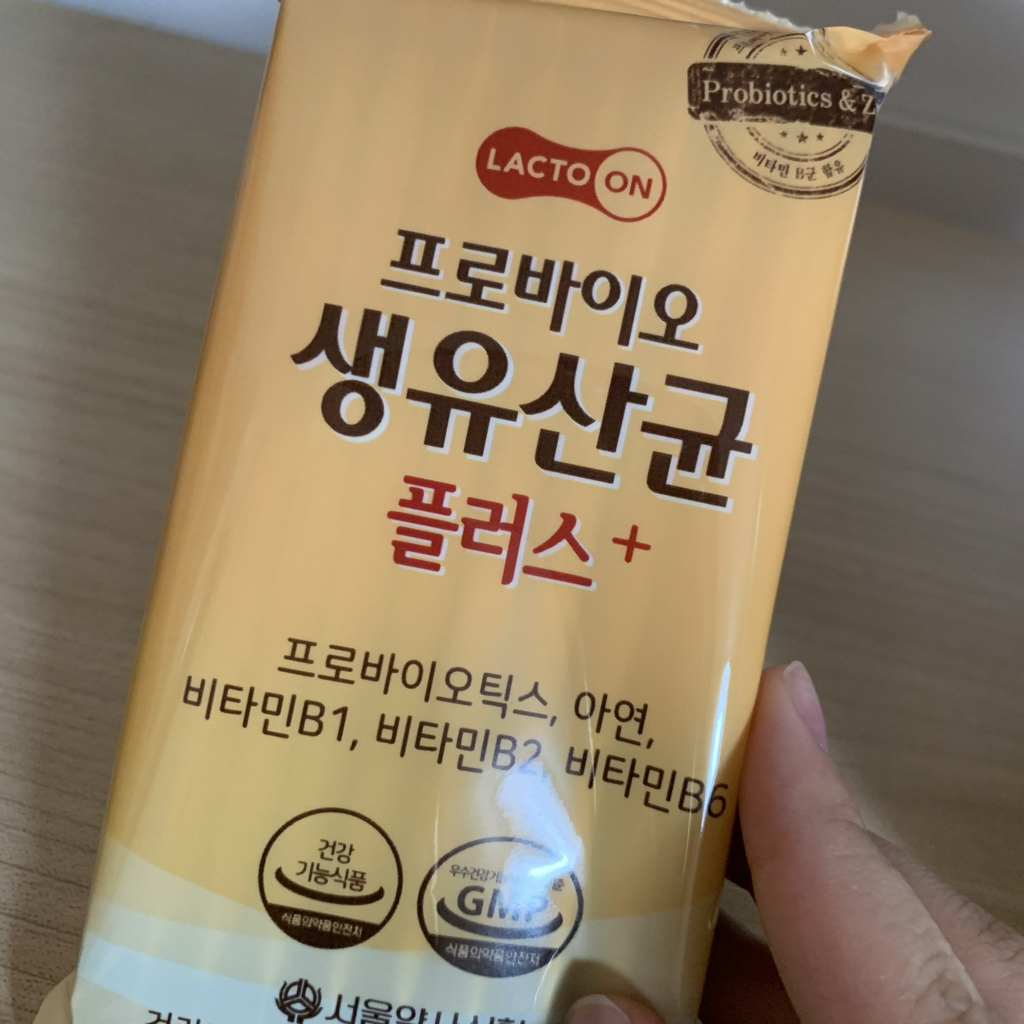 Probiotics & Z
비타민 B군 함유
LACTO ON
프로바이오
생유산균
플러스+
프로바이오틱스, 아연,
비타민B1, 비타민B2, 비타민B6
건강
기능식품
식품의약품안전처
GMP
식품의약품안전처